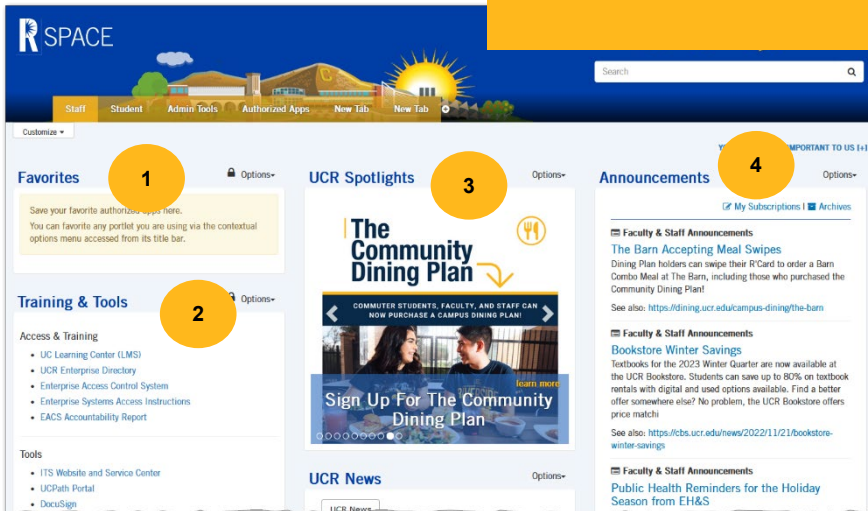 R SPACE
Search
Staff Student Admin Tools Authorized Apps New Tab New Tab
Customize
IMPORTANT TO US [+]
Favorites
1
Options
Save your favorite authorized apps here.
You can favorite any portlet you are using via the contextual
options menu accessed from its title bar.
Training & Tools
2
Options
Access & Training
• UC Learning Center (LMS)
• UCR Enterprise Directory
• Enterprise Access Control System
• Enterprise Systems Access Instructions
• EACS Accountability Report
Tools
• ITS Website and Service Center
• UCPath Portal
• DocuSign
UCR Spotlights
3
Options
The
Community
Dining Plan
COMMUTER STUDENTS, FACULTY, AND STAFF CAN
NOW PURCHASE A CAMPUS DINING PLAN!
learn more
Sign Up For The Community
Dining Plan
UCR News
Options
UCR News
Announcements
4
Options
My Subscriptions | Archives
Faculty & Staff Announcements
The Barn Accepting Meal Swipes
Dining Plan holders can swipe their R'Card to order a Barn
Combo Meal at The Barn, including those who purchased the
Community Dining Plan!
See also: https://dining.ucr.edu/campus-dining/the-barn
Faculty & Staff Announcements
Bookstore Winter Savings
Textbooks for the 2023 Winter Quarter are now available at
the UCR Bookstore. Students can save up to 80% on textbook
rentals with digital and used options available. Find a better
offer somewhere else? No problem, the UCR Bookstore offers
price matchi
See also: https://cbs.ucr.edu/news/2022/11/21/bookstore-
winter-savings
Faculty & Staff Announcements
Public Health Reminders for the Holiday
Season from EH&S